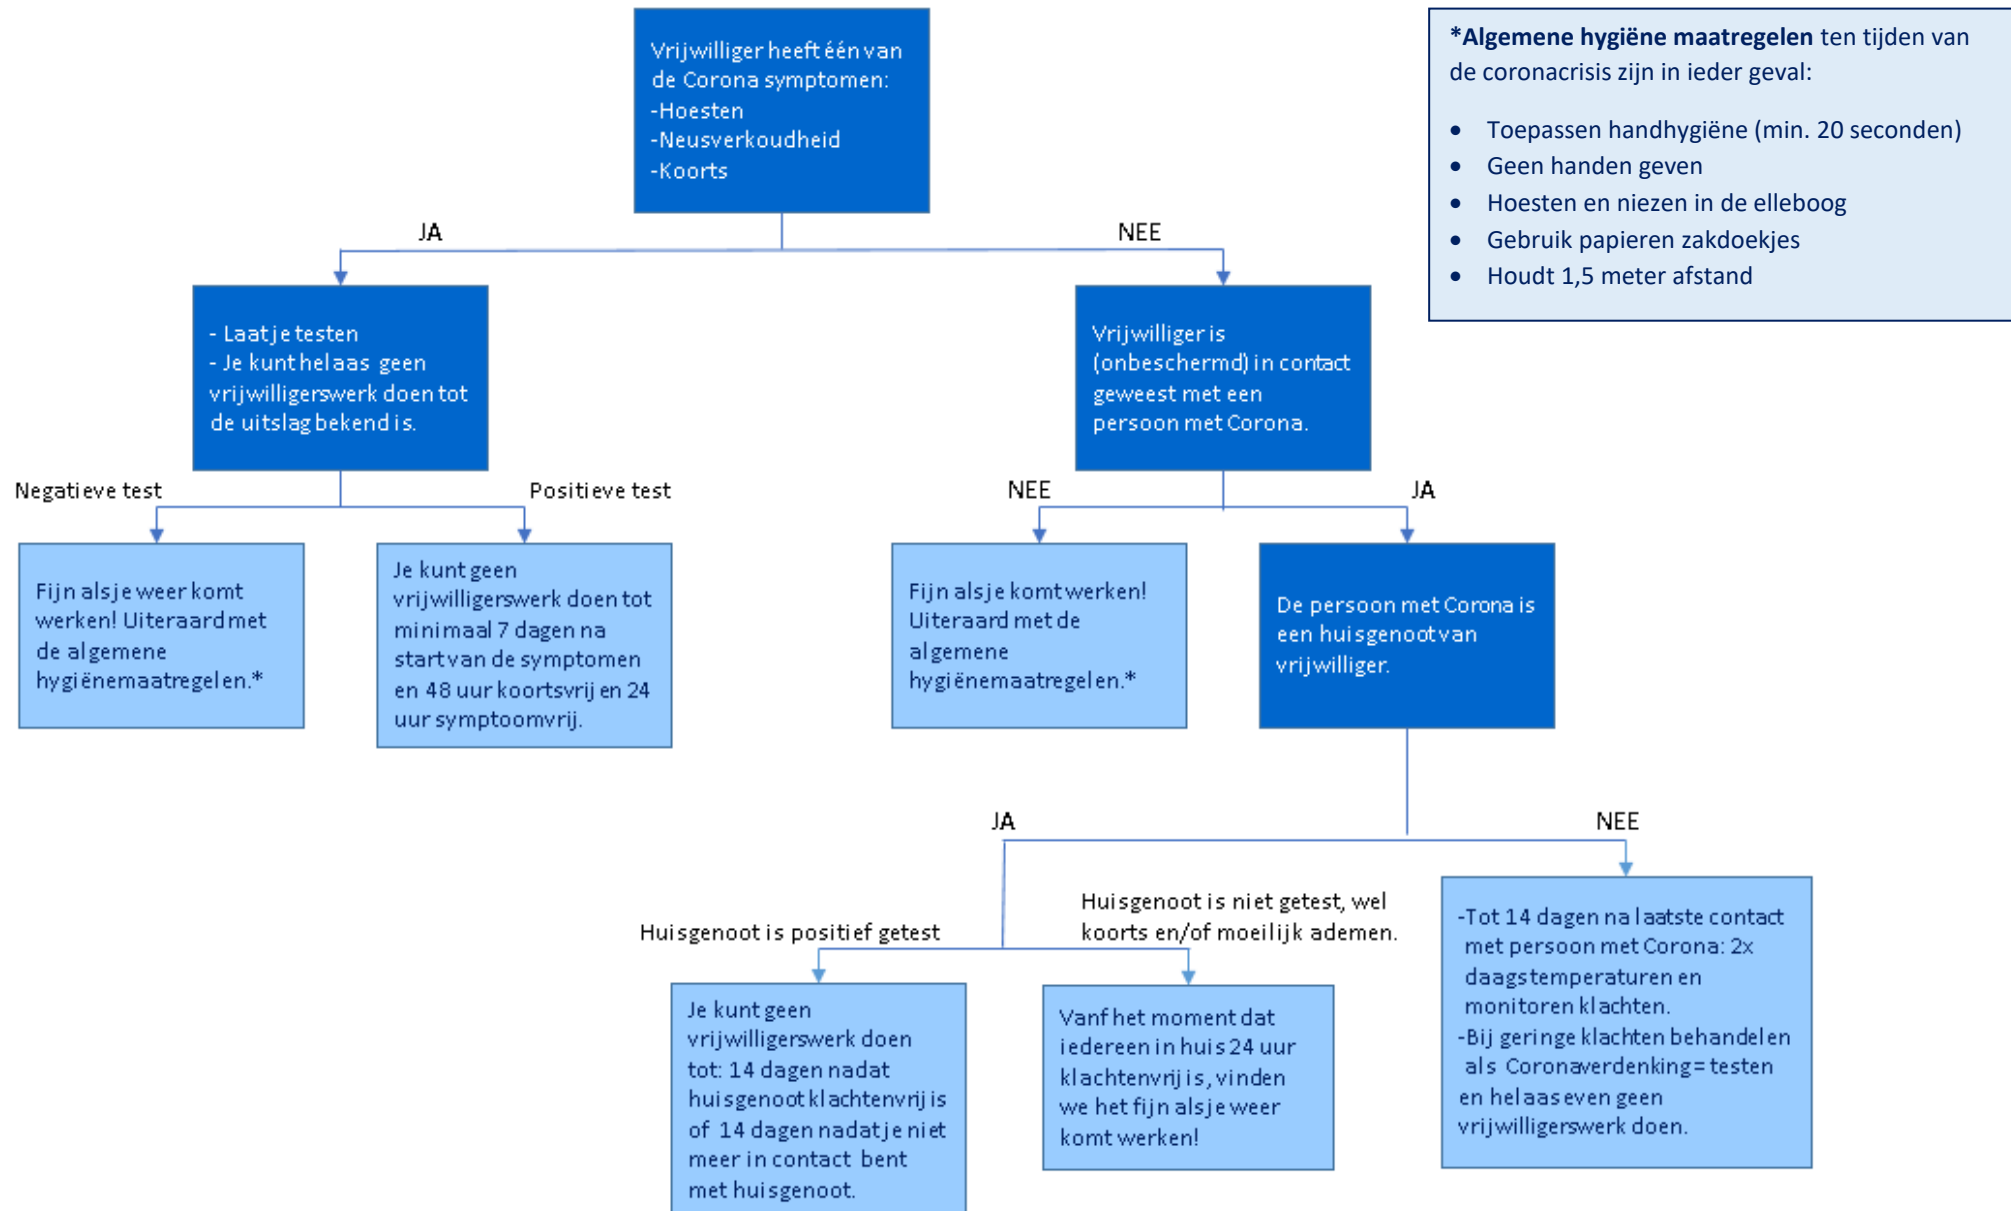 Vrijwilliger heeft één van
de Corona symptomen:
-Hoesten
-Neusverkoudheid
-Koorts
*Algemene hygiëne maatregelen ten tijden van
de coronacrisis zijn in ieder geval:
• Toepassen handhygiëne (min. 20 seconden)
• Geen handen geven
• Hoesten en niezen in de elleboog
• Gebruik papieren zakdoekjes
• Houdt 1,5 meter afstand
JA
NEE
- Laat je testen
- Je kunt helaas geen
vrijwilligerswerk doen tot
de uitslag bekend is.
Vrijwilliger is
(onbeschermd) in contact
geweest met een
persoon met Corona.
Negatieve test
Positieve test
NEE
JA
Fijn als je weer komt
werken! Uiteraard met
de algemene
hygiënemaatregelen.*
Je kunt geen
vrijwilligerswerk doen tot
minimaal 7 dagen na
start van de symptomen
en 48 uur koortsvrij en 24
uur symptoomvrij.
Fijn als je komt werken!
Uiteraard met de
algemene
hygiënemaatregelen.*
De persoon met Corona is
een huisgenoot van
vrijwilliger.
JA
NEE
Huisgenoot is positief getest
Huisgenoot is niet getest, wel
koorts en/of moeilijk ademen.
Je kunt geen
vrijwilligerswerk doen
tot: 14 dagen nadat
huisgenoot klachtenvrij is
of 14 dagen nadat je niet
meer in contact bent
met huisgenoot.
Vanf het moment dat
iedereen in huis 24 uur
klachtenvrij is, vinden
we het fijn als je weer
komt werken!
-Tot 14 dagen na laatste contact
met persoon met Corona: 2x
daags temperaturen en
monitoren klachten.
-Bij geringe klachten behandelen
als Coronaverdenking= testen
en helaas even geen
vrijwilligerswerk doen.